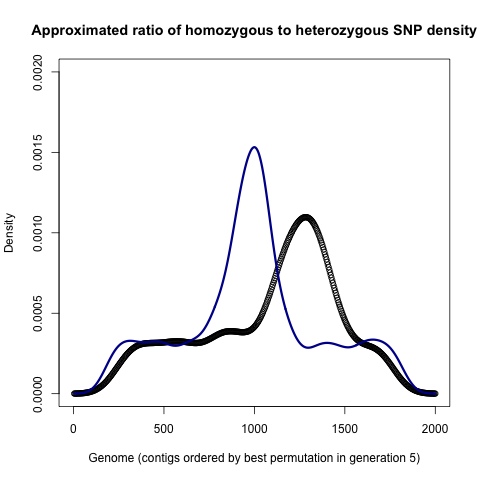 Approximated ratio of homozygous to heterozygous SNP density
0.0020
0.0015
0.0010
0.0005
0.0000
Density
0 500 1000 1500 2000
Genome (contigs ordered by best permutation in generation 5)